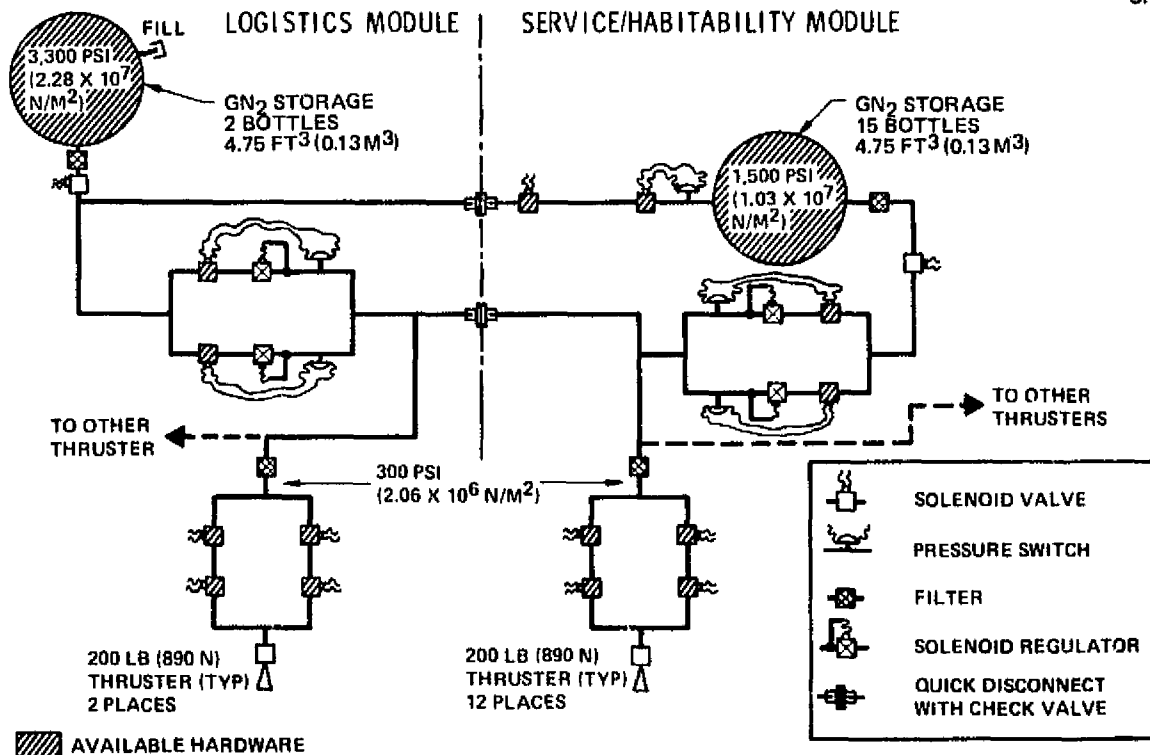 LOGISTICS MODULE
SERVICE/HABITABILITY MODULE
FILL
3,300 PSI
(2.28 X 10⁷
N/M²)
GN₂ STORAGE
2 BOTTLES
4.75 FT³ (0.13M³)
GN₂ STORAGE
15 BOTTLES
4.75 FT³ (0.13M³)
1,500 PSI
(1.03 X 10⁷
N/M²)
TO OTHER
THRUSTER
300 PSI
(2.06 X 10⁶ N/M²)
TO OTHER
THRUSTERS
200 LB (890 N)
THRUSTER (TYP)
2 PLACES
200 LB (890 N)
THRUSTER (TYP)
12 PLACES
SOLENOID VALVE
PRESSURE SWITCH
FILTER
SOLENOID REGULATOR
QUICK DISCONNECT
WITH CHECK VALVE
AVAILABLE HARDWARE